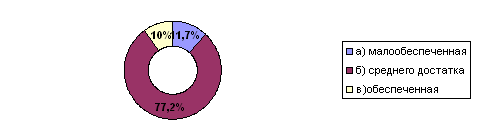 10%
11,7%
77,2%
а) малообеспеченная
б) среднего достатка
в)обеспеченная